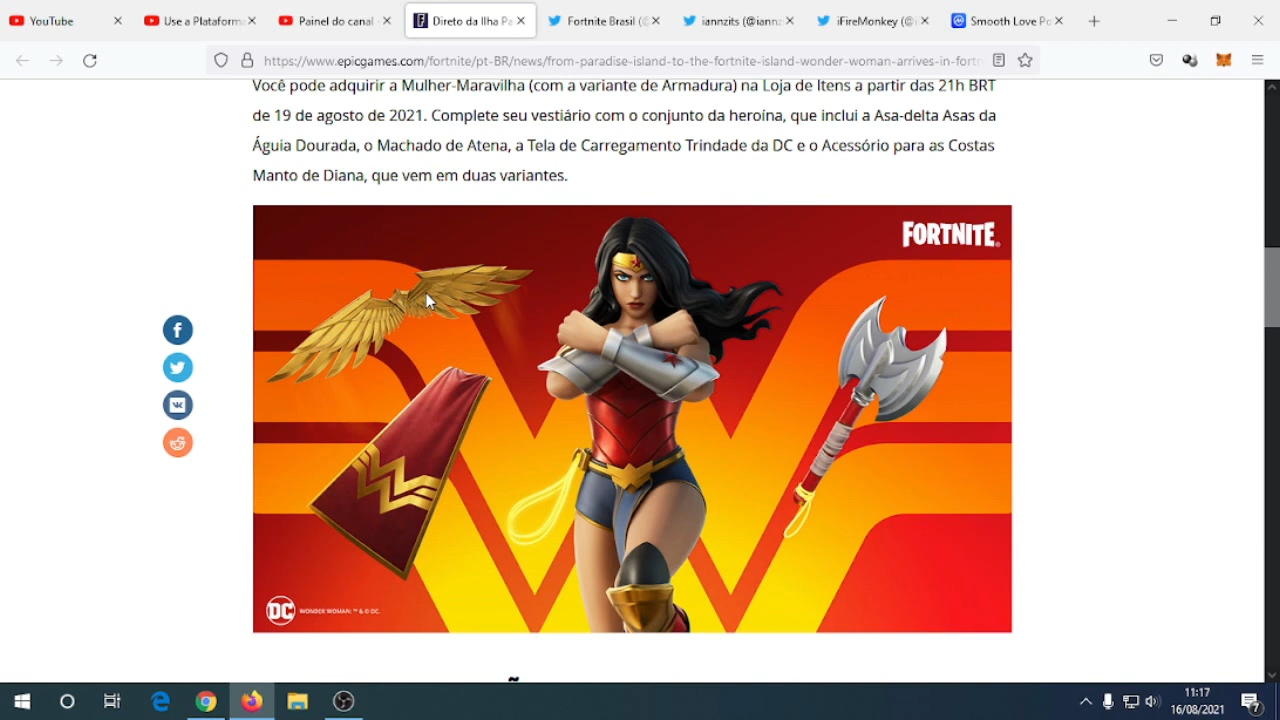 YouTube
Use a Plataforma
Painel do canal -
Direto da Ilha Pa
Fortnite Brasil (@
iannzits (@iannz
iFireMonkey (@i
Smooth Love Po
https://www.epicgames.com/fortnite/pt-BR/news/from-paradise-island-to-the-fortnite-island-wonder-woman-arrives-in-fortn
Você pode adquirir a Mulher-Maravilha (com a variante de Armadura) na Loja de Itens a partir das 21h BRT
de 19 de agosto de 2021. Complete seu vestiário com o conjunto da heroína, que inclui a Asa-delta Asas da
Águia Dourada, o Machado de Atena, a Tela de Carregamento Trindade da DC e o Acessório para as Costas
Manto de Diana, que vem em duas variantes.
FORTNITE
DC WONDER WOMAN: ™ & © DC.
11:17
16/08/2021
7